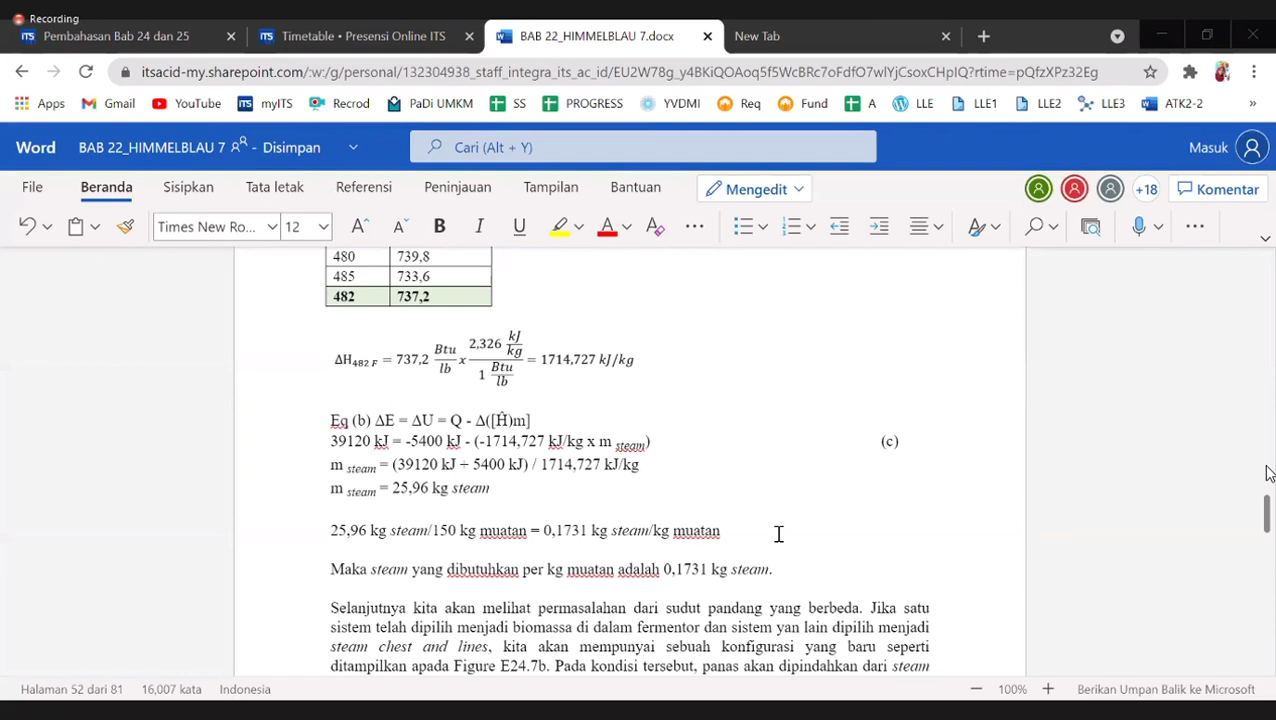 Recording
Pembahasan Bab 24 dan 25
Timetable • Presensi Online ITS
BAB 22_HIMMELBLAU 7.docx
New Tab
itsacid-my.sharepoint.com/:w:/g/personal/132304938_staff_integra_its_ac_id/EU2W78g_y4BKiQOAoq5f5WcBRc7oFdfO7wlYjCsoxCHpIQ?rtime=pQfzXPz32Eg
Apps Gmail YouTube myITS Recrod PaDi UMKM SS PROGRESS YVDMI Req Fund A LLE LLE1 LLE2 LLE3 ATK2-2 »
Word BAB 22_HIMMELBLAU 7 - Disimpan Cari (Alt + Y) Masuk
File Beranda Sisipkan Tata letak Referensi Peninjauan Tampilan Bantuan Mengedit +18 Komentar
Times New Ro... 12 B I U A
480 739,8
485 733,6
482 737,2
ΔH482 F = 737,2 Btu/lb x 2,326 kJ/kg / 1 Btu/lb = 1714,727 kJ/kg
Eq (b) ΔE = ΔU = Q - Δ([Ĥ)m]
39120 kJ = -5400 kJ - (-1714,727 kJ/kg x m steam) (c)
m steam = (39120 kJ + 5400 kJ) / 1714,727 kJ/kg
m steam = 25,96 kg steam
25,96 kg steam/150 kg muatan = 0,1731 kg steam/kg muatan
Maka steam yang dibutuhkan per kg muatan adalah 0,1731 kg steam.
Selanjutnya kita akan melihat permasalahan dari sudut pandang yang berbeda. Jika satu
sistem telah dipilih menjadi biomassa di dalam fermentor dan sistem yan lain dipilih menjadi
steam chest and lines, kita akan mempunyai sebuah konfigurasi yang baru seperti
ditampilkan apada Figure E24.7b. Pada kondisi tersebut, panas akan dipindahkan dari steam
Halaman 52 dari 81 16,007 kata Indonesia 100% Berikan Umpan Balik ke Microsoft